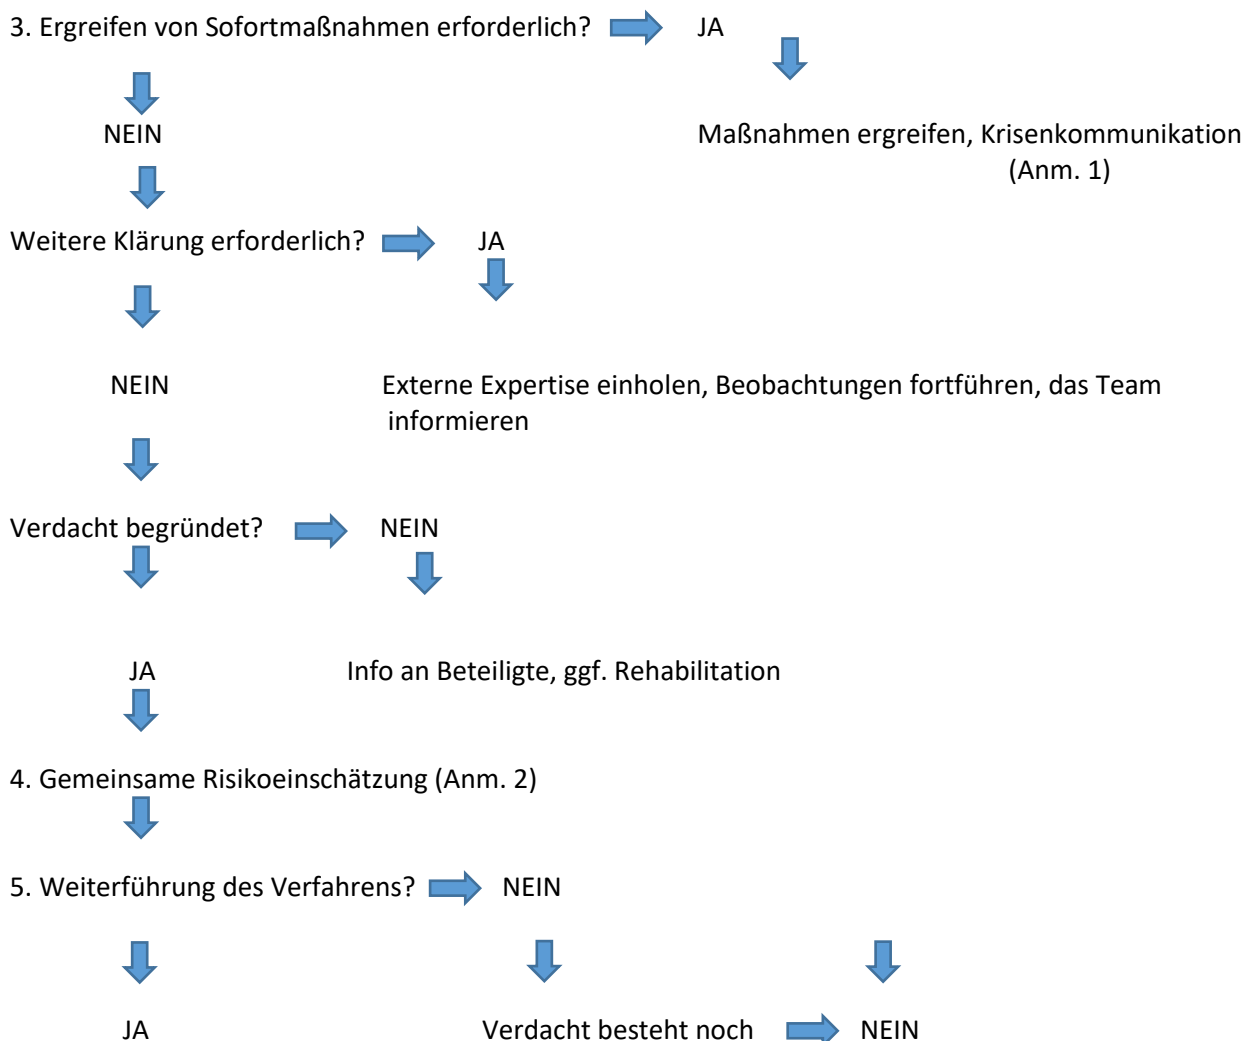 3. Ergreifen von Sofortmaßnahmen erforderlich? JA
NEIN Maßnahmen ergreifen, Krisenkommunikation
(Anm. 1)
Weitere Klärung erforderlich? JA
NEIN Externe Expertise einholen, Beobachtungen fortführen, das Team
informieren
Verdacht begründet? NEIN
JA Info an Beteiligte, ggf. Rehabilitation
4. Gemeinsame Risikoeinschätzung (Anm. 2)
5. Weiterführung des Verfahrens? NEIN
JA Verdacht besteht noch NEIN